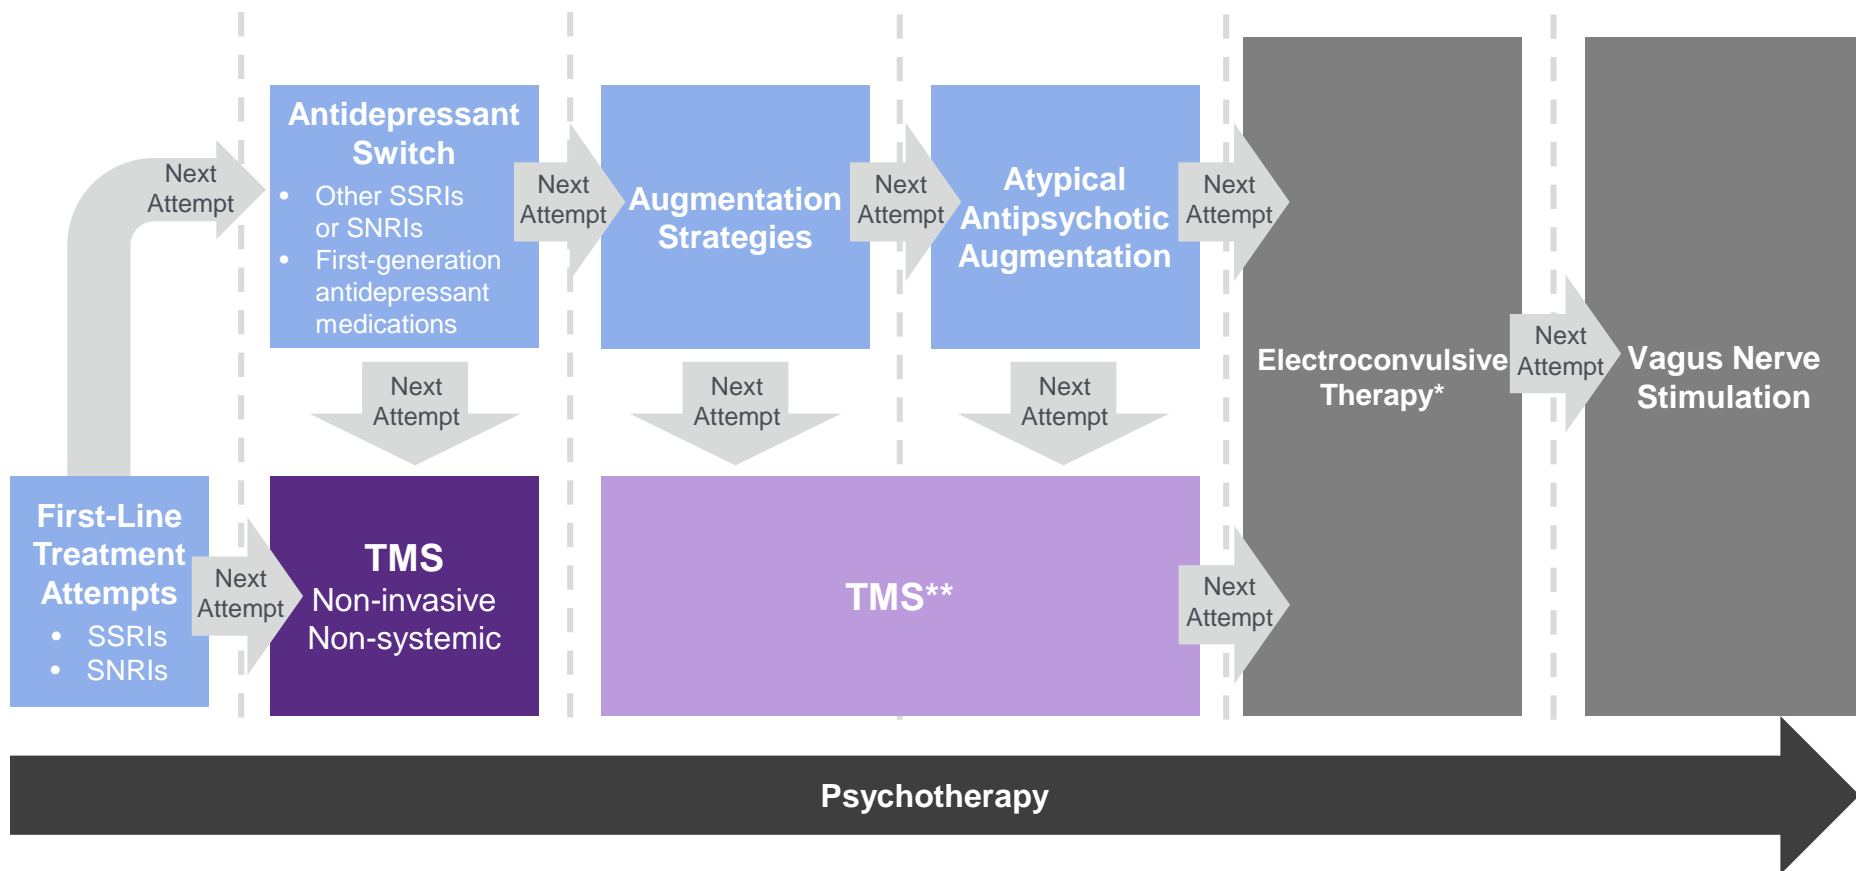 Antidepressant
Switch
• Other SSRIs
or SNRIs
• First-generation
antidepressant
medications
Next
Attempt
Next
Attempt
Augmentation
Strategies
Next
Attempt
Atypical
Antipsychotic
Augmentation
Next
Attempt
Electroconvulsive
Therapy*
Next
Attempt
Vagus Nerve
Stimulation
Next
Attempt
Next
Attempt
Next
Attempt
First-Line
Treatment
Attempts
• SSRIs
• SNRIs
Next
Attempt
TMS
Non-invasive
Non-systemic
TMS**
Next
Attempt
Psychotherapy